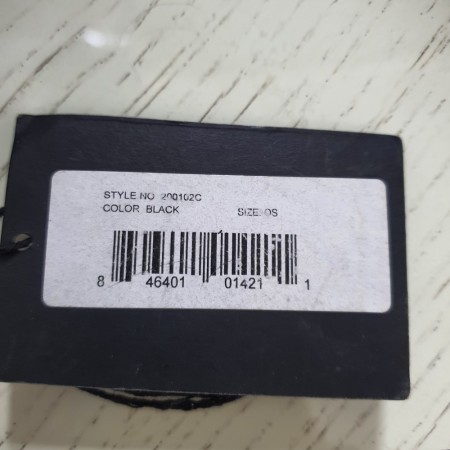 STYLE NO 200102C
COLOR BLACK SIZE:OS
8 46401 01421 1